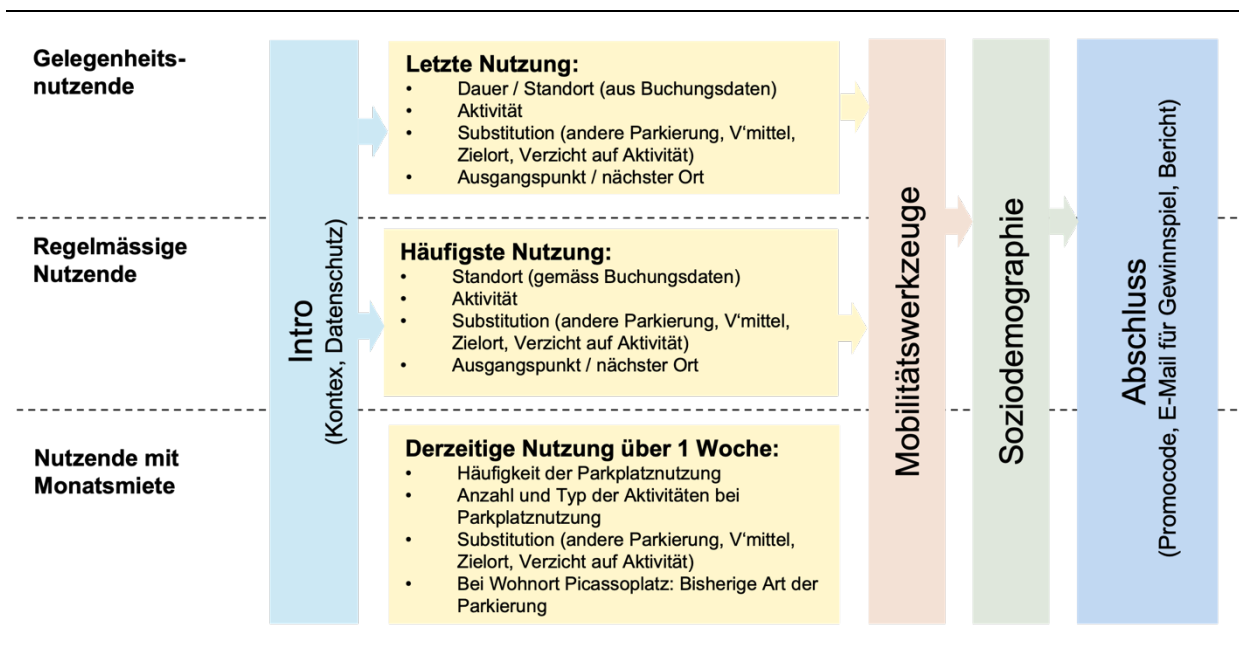 Gelegenheits-
nutzende
Regelmässige
Nutzende
Nutzende mit
Monatsmiete
Intro
(Kontex, Datenschutz)
Letzte Nutzung:
• Dauer / Standort (aus Buchungsdaten)
• Aktivität
• Substitution (andere Parkierung, V'mittel,
Zielort, Verzicht auf Aktivität)
• Ausgangspunkt / nächster Ort
Häufigste Nutzung:
• Standort (gemäss Buchungsdaten)
• Aktivität
• Substitution (andere Parkierung, V'mittel,
Zielort, Verzicht auf Aktivität)
• Ausgangspunkt / nächster Ort
Derzeitige Nutzung über 1 Woche:
• Häufigkeit der Parkplatznutzung
• Anzahl und Typ der Aktivitäten bei
Parkplatznutzung
• Substitution (andere Parkierung, V'mittel,
Zielort, Verzicht auf Aktivität)
• Bei Wohnort Picassoplatz: Bisherige Art der
Parkierung
Mobilitätswerkzeuge
Soziodemographie
Abschluss
(Promocode, E-Mail für Gewinnspiel, Bericht)